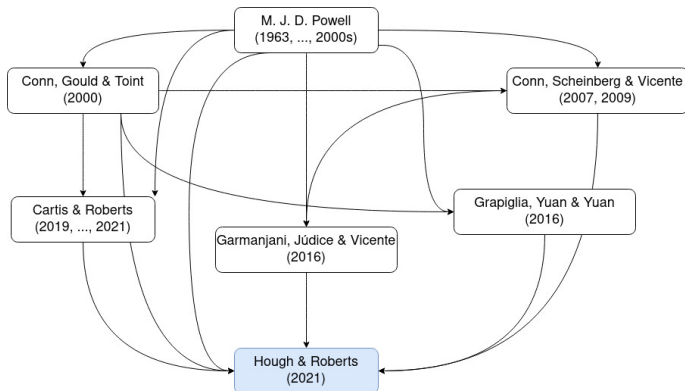 M. J. D. Powell
(1963, ..., 2000s)
Conn, Gould & Toint
(2000)
Conn, Scheinberg & Vicente
(2007, 2009)
Cartis & Roberts
(2019, ..., 2021)
Grapiglia, Yuan & Yuan
(2016)
Garmanjani, Júdice & Vicente
(2016)
Hough & Roberts
(2021)